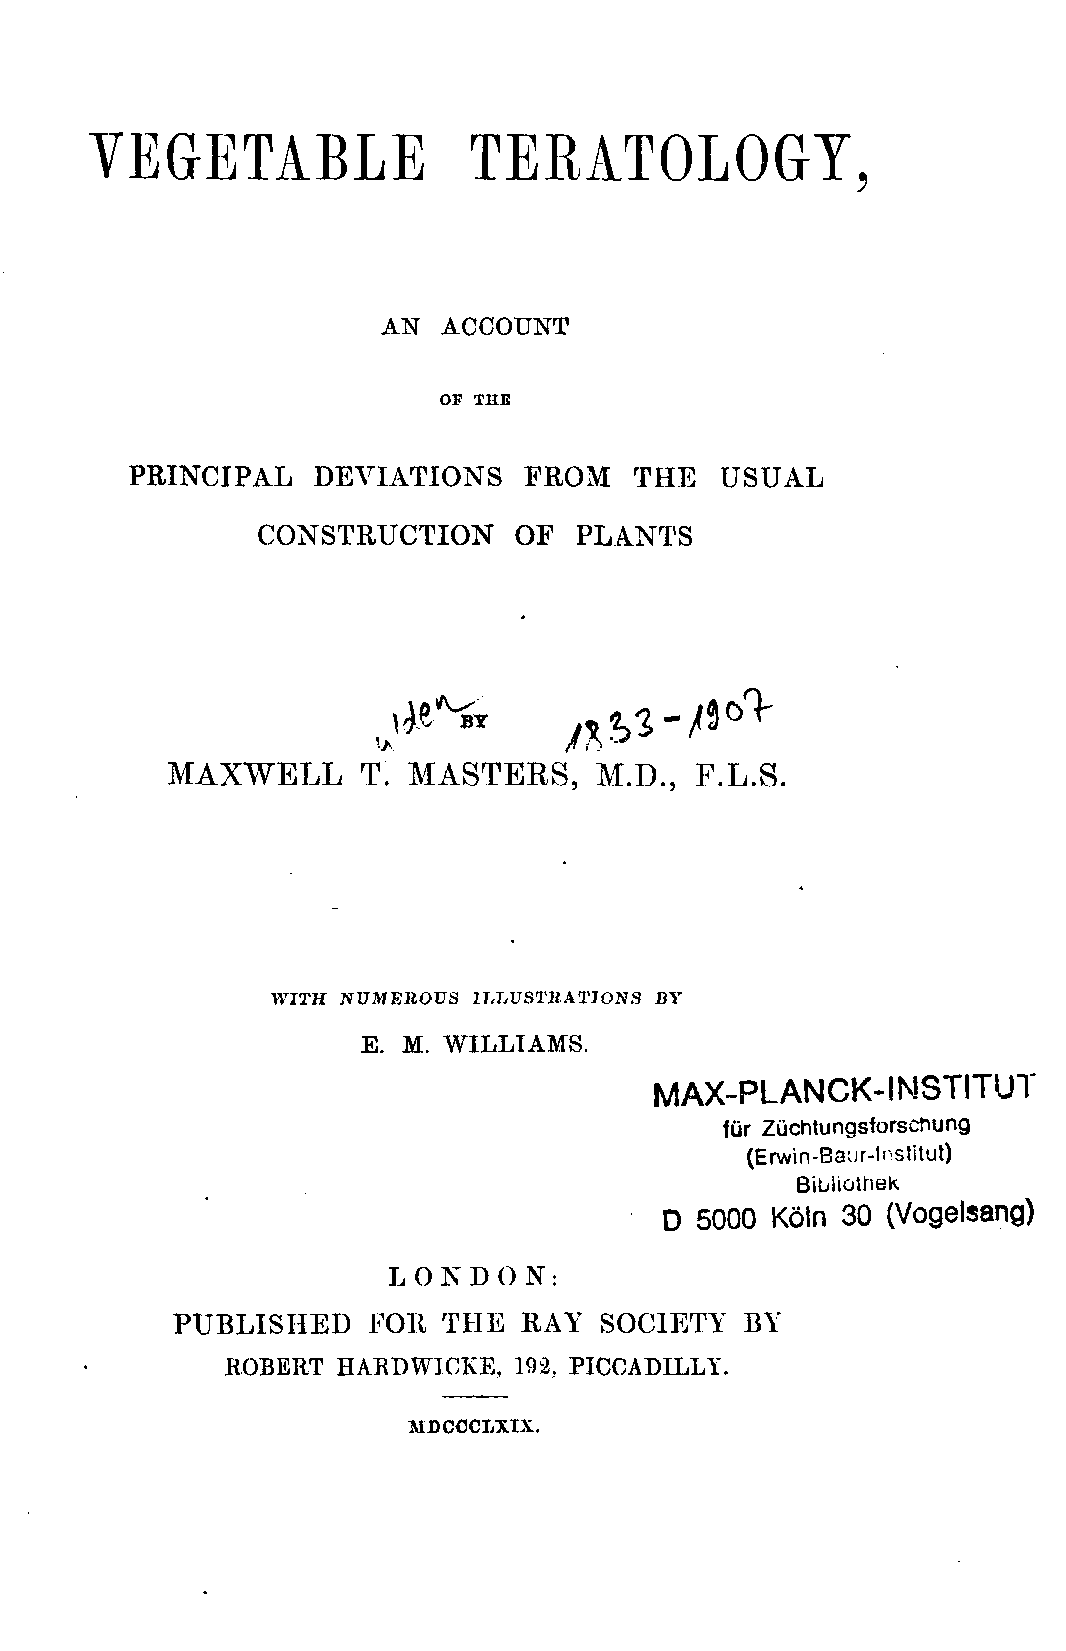 VEGETABLE TERATOLOGY,
AN ACCOUNT
OF THE
PRINCIPAL DEVIATIONS FROM THE USUAL
CONSTRUCTION OF PLANTS
BY 1833-1907
MAXWELL T. MASTERS, M.D., F.L.S.
WITH NUMEROUS ILLUSTRATIONS BY
E. M. WILLIAMS.
MAX-PLANCK-INSTITUT
für Züchtungsforschung
(Erwin-Baur-Institut)
Bibliothek
D 5000 Köln 30 (Vogelsang)
LONDON:
PUBLISHED FOR THE RAY SOCIETY BY
ROBERT HARDWICKE, 192, PICCADILLY.
MDCCCLXIX.